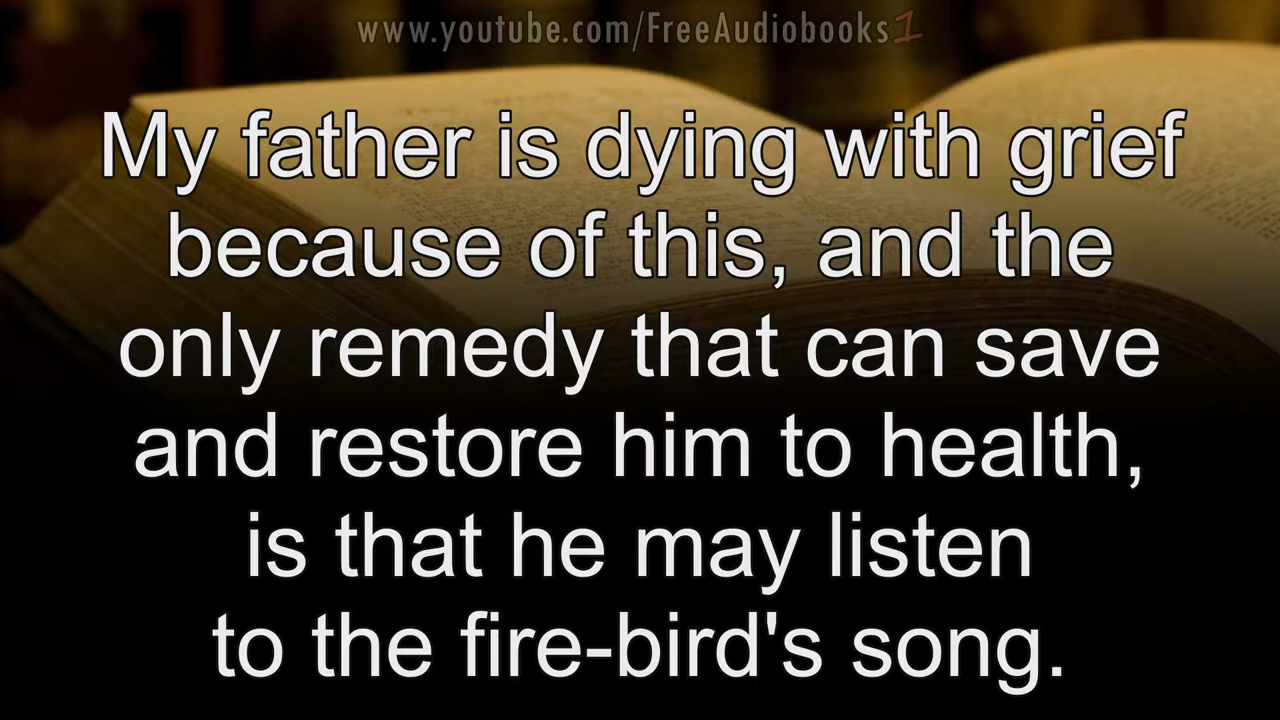 www.youtube.com/FreeAudiobooks1
My father is dying with grief
because of this, and the
only remedy that can save
and restore him to health,
is that he may listen
to the fire-bird's song.